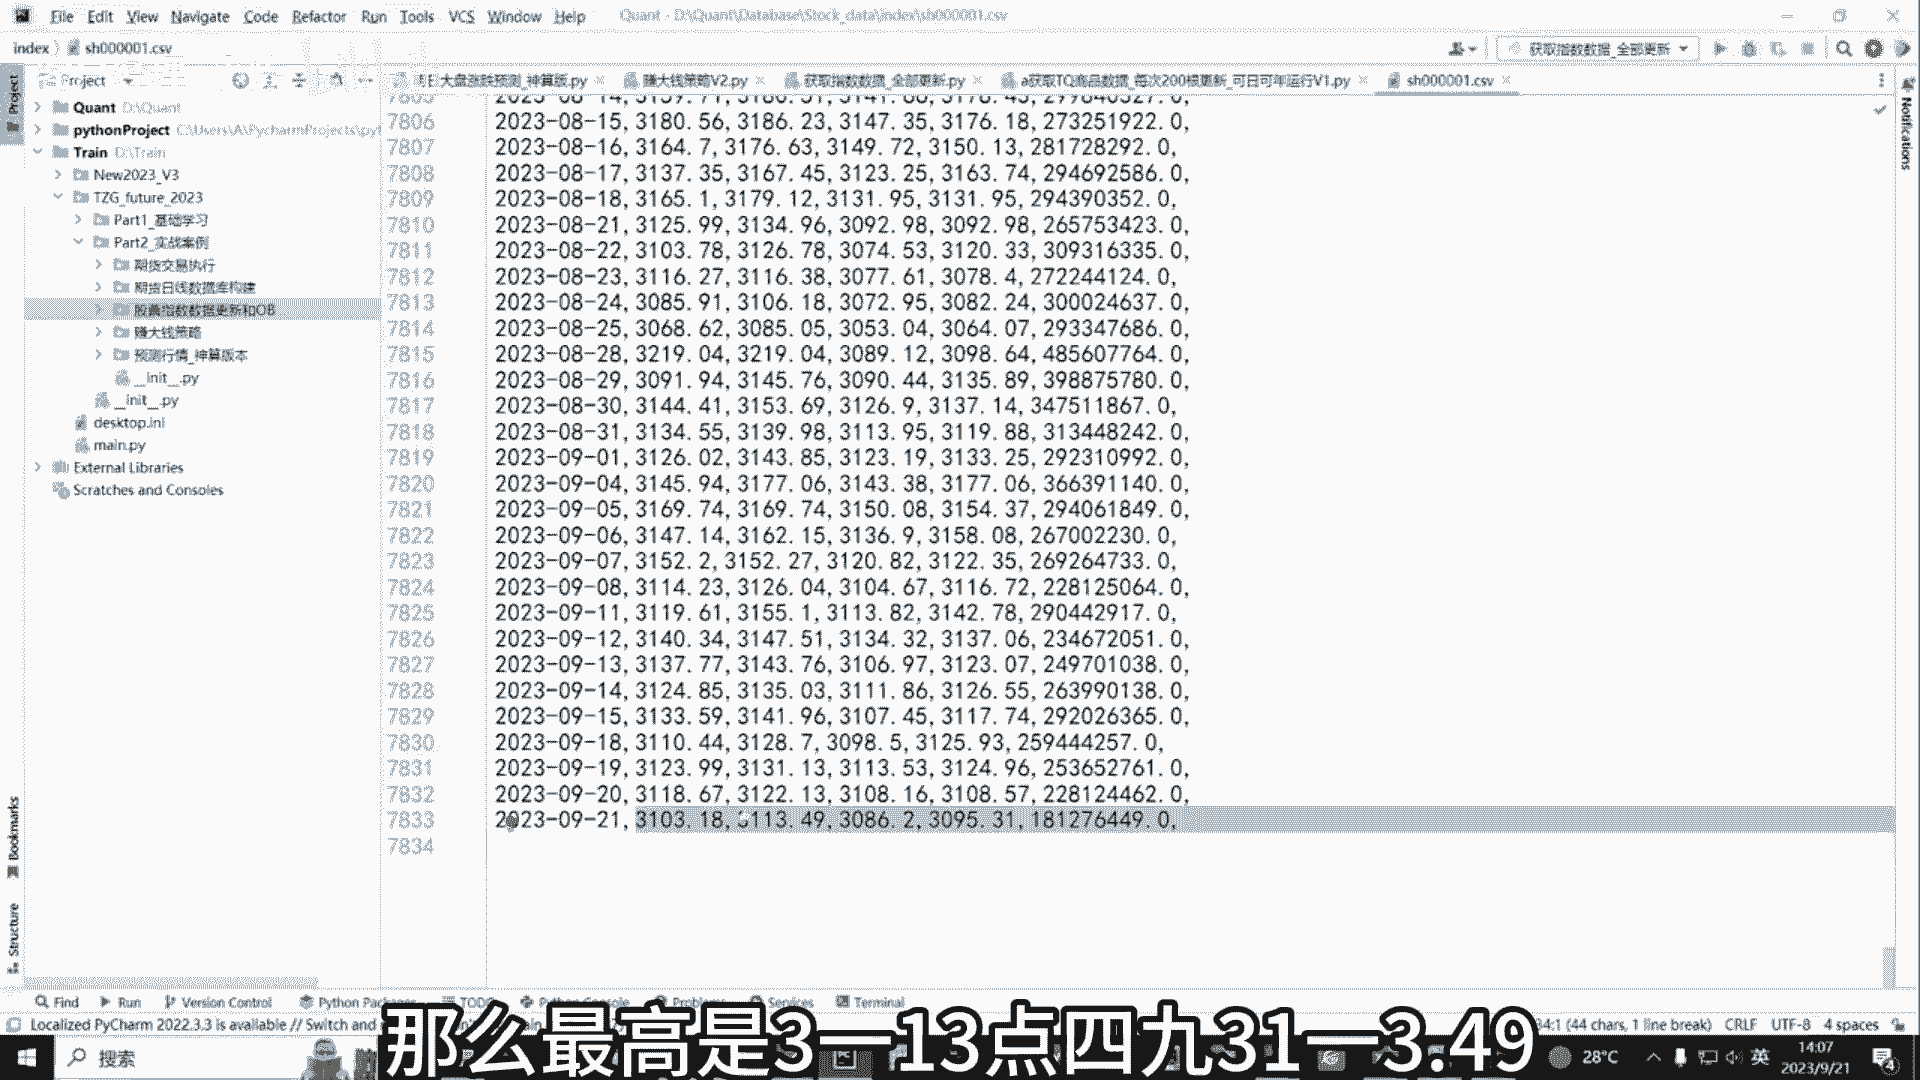 File Edit View Navigate Code Refactor Run Tools VCS Window Help Quant - D:\Quant\Database\Stock_data\index\sh000001.csv
index sh000001.csv 获取指数数据_全部更新
Project 大盘涨跌预测_神算版.py 赚大钱策略V2.py 获取指数数据_全部更新.py a获取TQ商品数据_每次200根更新_可日可年运行V1.py sh000001.csv
Project
Notifications
Quant D:\Quant
pythonProject C:\Users\A\PycharmProjects\pyt
Train D:\Train
New2023_V3
TZG_future_2023
Part1_基础学习
Part2_实战案例
期货交易执行
期货日线数据库构建
股票指数数据更新和OB
赚大钱策略
预测行情_神算版本
__init__.py
__init__.py
desktop.ini
main.py
External Libraries
Scratches and Consoles
7805 2023-08-14, 3159. 71, 3180. 51, 3141. 66, 3178. 43, 299840527. 0,
7806 2023-08-15, 3180. 56, 3186. 23, 3147. 35, 3176. 18, 273251922. 0,
7807 2023-08-16, 3164. 7, 3176. 63, 3149. 72, 3150. 13, 281728292. 0,
7808 2023-08-17, 3137. 35, 3167. 45, 3123. 25, 3163. 74, 294692586. 0,
7809 2023-08-18, 3165. 1, 3179. 12, 3131. 95, 3131. 95, 294390352. 0,
7810 2023-08-21, 3125. 99, 3134. 96, 3092. 98, 3092. 98, 265753423. 0,
7811 2023-08-22, 3103. 78, 3126. 78, 3074. 53, 3120. 33, 309316335. 0,
7812 2023-08-23, 3116. 27, 3116. 38, 3077. 61, 3078. 4, 272244124. 0,
7813 2023-08-24, 3085. 91, 3106. 18, 3072. 95, 3082. 24, 300024637. 0,
7814 2023-08-25, 3068. 62, 3085. 05, 3053. 04, 3064. 07, 293347686. 0,
7815 2023-08-28, 3219. 04, 3219. 04, 3089. 12, 3098. 64, 485607764. 0,
7816 2023-08-29, 3091. 94, 3145. 76, 3090. 44, 3135. 89, 398875780. 0,
7817 2023-08-30, 3144. 41, 3153. 69, 3126. 9, 3137. 14, 347511867. 0,
7818 2023-08-31, 3134. 55, 3139. 98, 3113. 95, 3119. 88, 313448242. 0,
7819 2023-09-01, 3126. 02, 3143. 85, 3123. 19, 3133. 25, 292310992. 0,
7820 2023-09-04, 3145. 94, 3177. 06, 3143. 38, 3177. 06, 366391140. 0,
7821 2023-09-05, 3169. 74, 3169. 74, 3150. 08, 3154. 37, 294061849. 0,
7822 2023-09-06, 3147. 14, 3162. 15, 3136. 9, 3158. 08, 267002230. 0,
7823 2023-09-07, 3152. 2, 3152. 27, 3120. 82, 3122. 35, 269264733. 0,
7824 2023-09-08, 3114. 23, 3126. 04, 3104. 67, 3116. 72, 228125064. 0,
7825 2023-09-11, 3119. 61, 3155. 1, 3113. 82, 3142. 78, 290442917. 0,
7826 2023-09-12, 3140. 34, 3147. 51, 3134. 32, 3137. 06, 234672051. 0,
7827 2023-09-13, 3137. 77, 3143. 76, 3106. 97, 3123. 07, 249701038. 0,
7828 2023-09-14, 3124. 85, 3135. 03, 3111. 86, 3126. 55, 263990138. 0,
7829 2023-09-15, 3133. 59, 3141. 96, 3107. 45, 3117. 74, 292026365. 0,
7830 2023-09-18, 3110. 44, 3128. 7, 3098. 5, 3125. 93, 259444257. 0,
7831 2023-09-19, 3123. 99, 3131. 13, 3113. 53, 3124. 96, 253652761. 0,
7832 2023-09-20, 3118. 67, 3122. 13, 3108. 16, 3108. 57, 228124462. 0,
7833 2023-09-21, 3103. 18, 3113. 49, 3086. 2, 3095. 31, 181276449. 0,
7834
Bookmarks
Structure
Find Run Version Control Python Packages TODO Python Console Problems Services Terminal
Localized PyCharm 2022.3.3 is available // Switch and 34:1 (44 chars, 1 line break) CRLF UTF-8 4 spaces
那么最高是3一13点四九31一3.49
搜索 28°C 英 14:07
2023/9/21 4